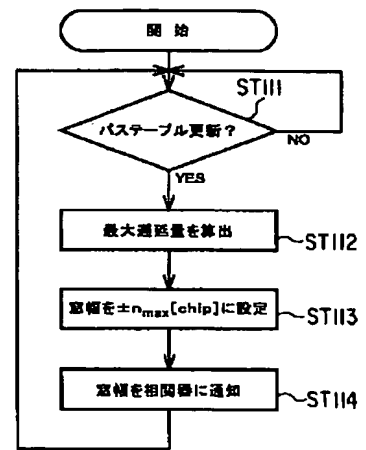 開始
ST111
パステーブル更新？
NO
YES
最大遅延量を算出
ST112
窓幅を±nmax[chip]に設定
ST113
窓幅を相関器に通知
ST114